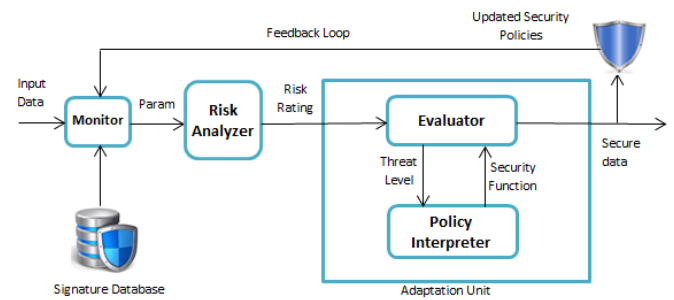 Updated Security
Policies
Feedback Loop
Input
Data
Monitor
Param
Risk
Analyzer
Risk
Rating
Evaluator
Secure
data
Threat
Level
Security
Function
Policy
Interpreter
Signature Database
Adaptation Unit